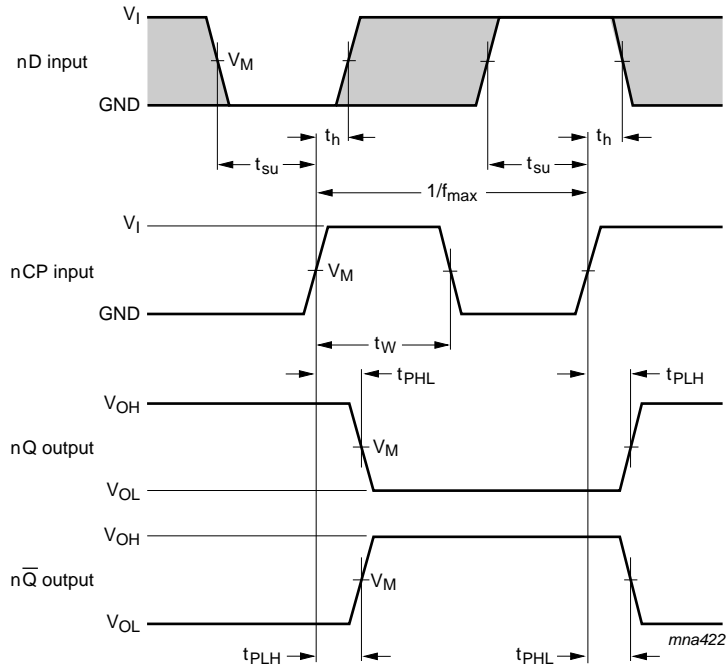 V_I
nD input
V_M
GND
t_h
t_h
t_su
t_su
1/f_max
V_I
nCP input
V_M
GND
t_W
t_PHL
t_PLH
V_OH
nQ output
V_M
V_OL
V_OH
nQ̅ output
V_M
V_OL
mna422
t_PLH
t_PHL